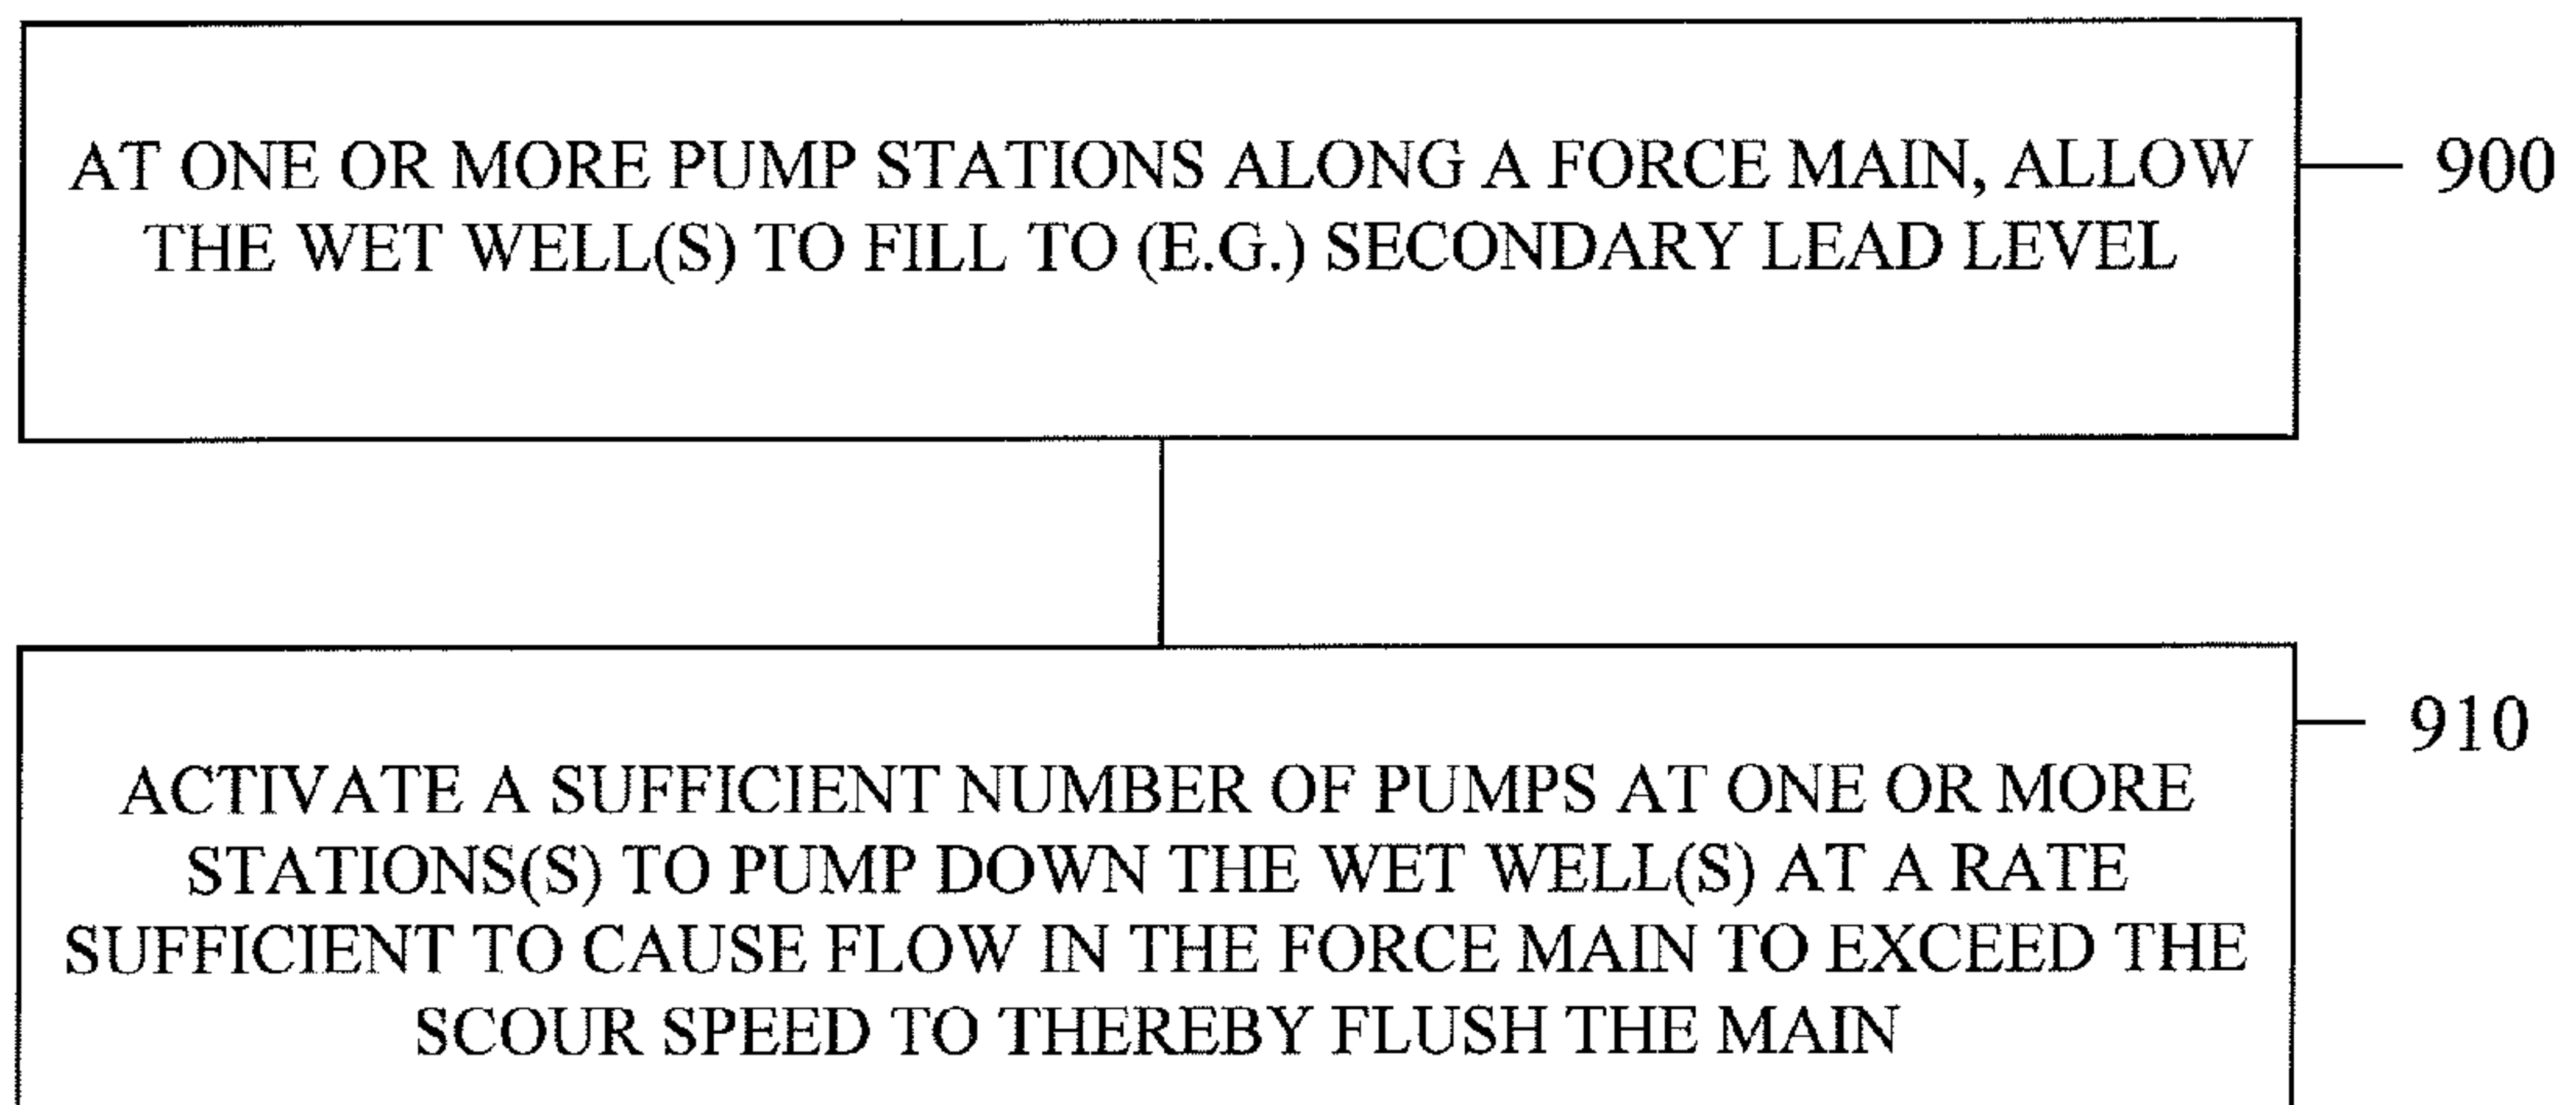 AT ONE OR MORE PUMP STATIONS ALONG A FORCE MAIN, ALLOW
THE WET WELL(S) TO FILL TO (E.G.) SECONDARY LEAD LEVEL
900
910
ACTIVATE A SUFFICIENT NUMBER OF PUMPS AT ONE OR MORE
STATIONS(S) TO PUMP DOWN THE WET WELL(S) AT A RATE
SUFFICIENT TO CAUSE FLOW IN THE FORCE MAIN TO EXCEED THE
SCOUR SPEED TO THEREBY FLUSH THE MAIN